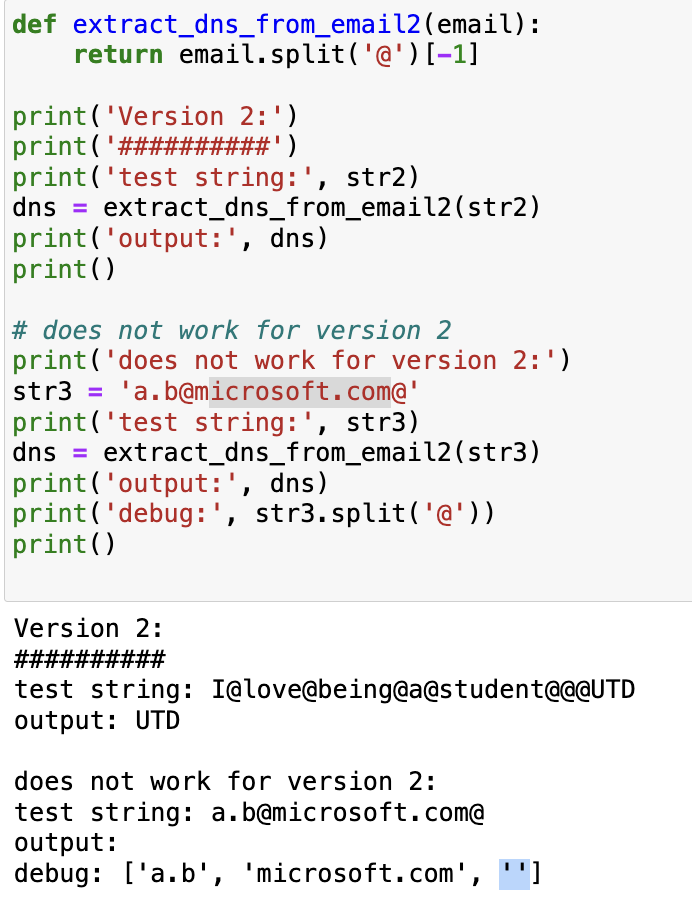 def extract_dns_from_email2(email):
    return email.split('@')[-1]

print('Version 2:')
print('##########')
print('test string:', str2)
dns = extract_dns_from_email2(str2)
print('output:', dns)
print()

# does not work for version 2
print('does not work for version 2:')
str3 = 'a.b@microsoft.com@'
print('test string:', str3)
dns = extract_dns_from_email2(str3)
print('output:', dns)
print('debug:', str3.split('@'))
print()

Version 2:
##########
test string: I@love@being@a@student@@@UTD
output: UTD

does not work for version 2:
test string: a.b@microsoft.com@
output:
debug: ['a.b', 'microsoft.com', '']